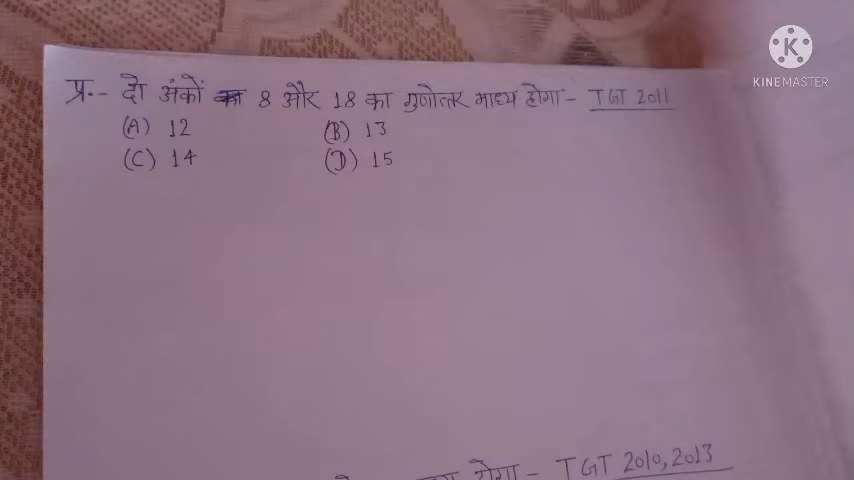 प्र.- दो अंकों का 8 और 18 का गुणोत्तर माध्य होगा - TGT 2011
(A) 12 (B) 13
(C) 14 (D) 15
होगा - TGT 2010, 2013
K
KINEMASTER